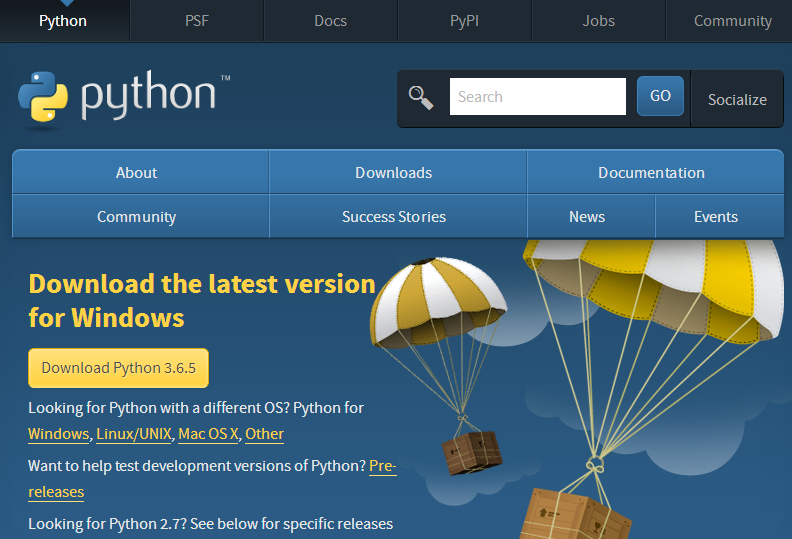 Python PSF Docs PyPI Jobs Community
python™
Search GO Socialize
About Downloads Documentation
Community Success Stories News Events
Download the latest version
for Windows
Download Python 3.6.5
Looking for Python with a different OS? Python for
Windows, Linux/UNIX, Mac OS X, Other
Want to help test development versions of Python? Pre-
releases
Looking for Python 2.7? See below for specific releases